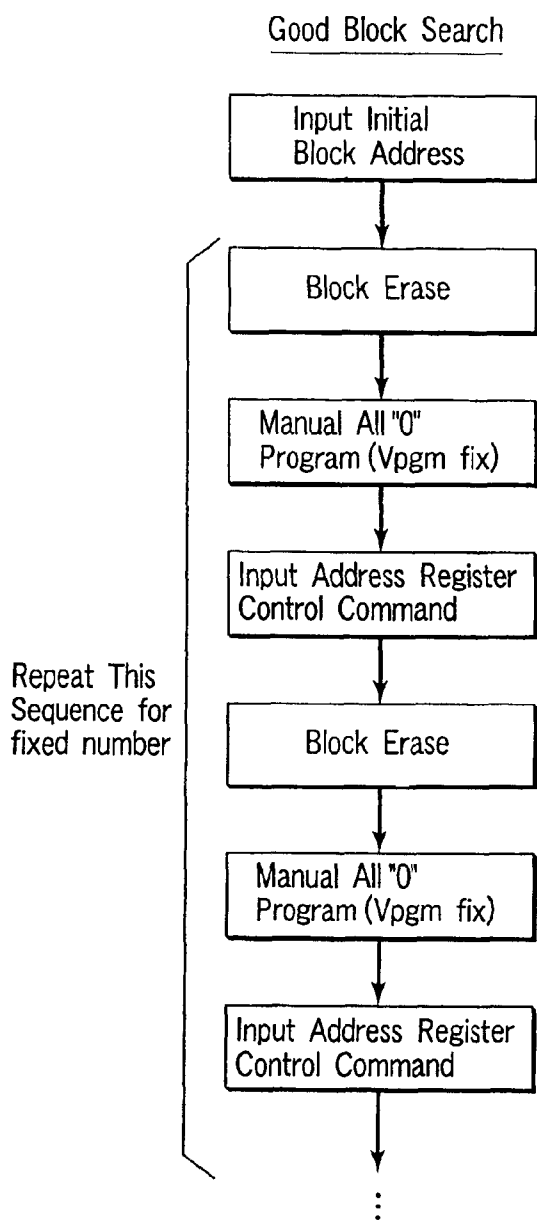 Good Block Search
Input Initial
Block Address
Block Erase
Manual All "0"
Program (Vpgm fix)
Input Address Register
Control Command
Repeat This
Sequence for
fixed number
Block Erase
Manual All "0"
Program (Vpgm fix)
Input Address Register
Control Command
⋮